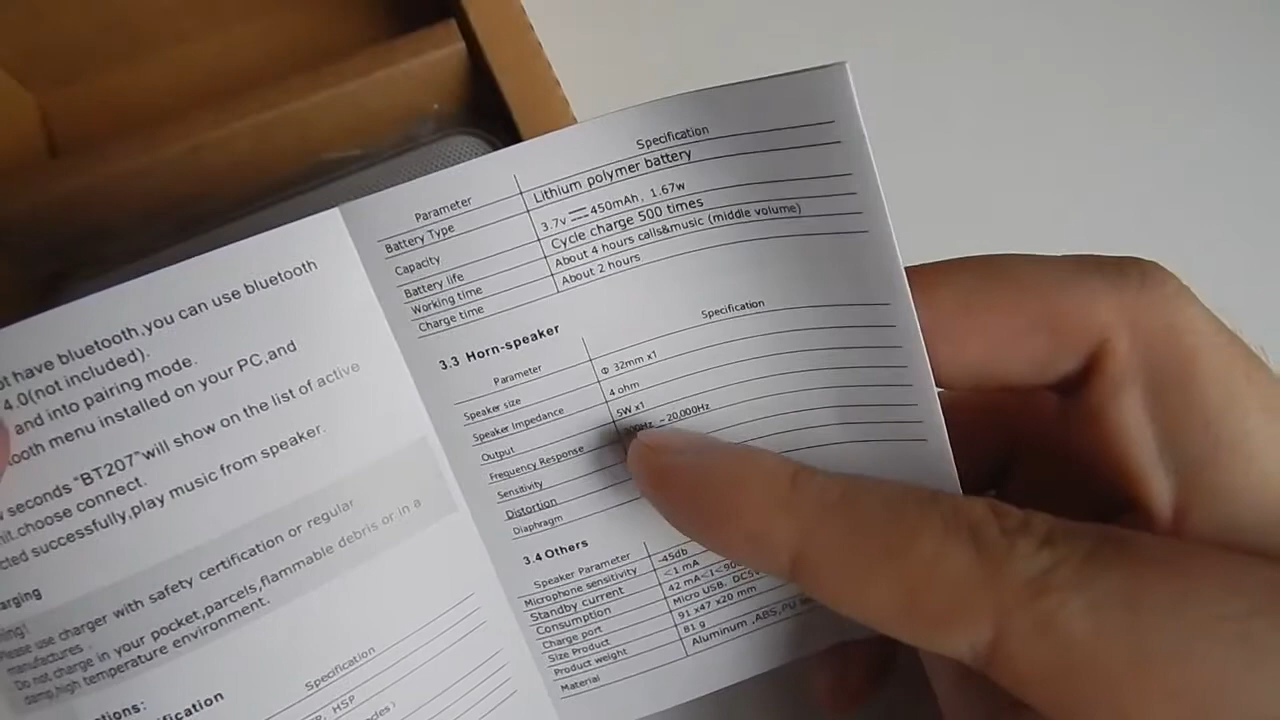 ot have bluetooth,you can use bluetooth
4.0(not included).
and into pairing mode.
tooth menu installed on your PC,and
seconds "BT207"will show on the list of active
choose connect.
cted successfully,play music from speaker.
arging
Please use charger with safety certification or regular
manufactures .
Do not charge in your pocket,parcels,flammable debris or in a
damp,high temperature environment.
Specification
HSP
Parameter Specification
Battery Type Lithium polymer battery
Capacity 3.7v 450mAh, 1.67w
Battery life Cycle charge 500 times
Working time About 4 hours calls&music (middle volume)
Charge time About 2 hours
3.3 Horn-speaker
Parameter Specification
Speaker size Φ 32mm x1
Speaker Impedance 4 ohm
Output 5W x1
Frequency Response 200Hz ~20,000Hz
Sensitivity
Distortion
Diaphragm
3.4 Others
Speaker Parameter
Microphone sensitivity -45db
Standby current <1 mA
Consumption 42 mA<I<90
Charge port Micro USB, DC5V
Size Product 91 x47 x20 mm
Product weight 81 g
Material Aluminum ,ABS,PU